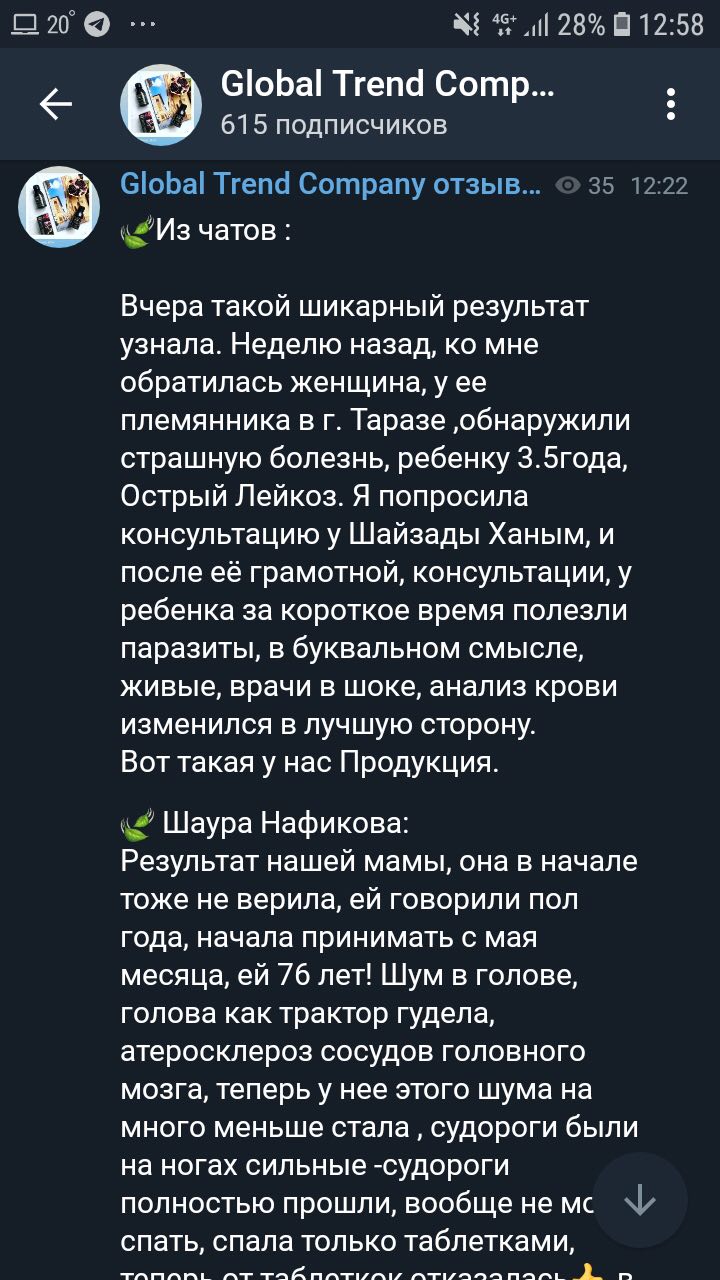 20°
4G+ 28% 12:58
Global Trend Comp...
615 подписчиков
Global Trend Company отзыв... 35 12:22
Из чатов :
Вчера такой шикарный результат
узнала. Неделю назад, ко мне
обратилась женщина, у ее
племянника в г. Таразе ,обнаружили
страшную болезнь, ребенку 3.5года,
Острый Лейкоз. Я попросила
консультацию у Шайзады Ханым, и
после её грамотной, консультации, у
ребенка за короткое время полезли
паразиты, в буквальном смысле,
живые, врачи в шоке, анализ крови
изменился в лучшую сторону.
Вот такая у нас Продукция.
Шаура Нафикова:
Результат нашей мамы, она в начале
тоже не верила, ей говорили пол
года, начала принимать с мая
месяца, ей 76 лет! Шум в голове,
голова как трактор гудела,
атеросклероз сосудов головного
мозга, теперь у нее этого шума на
много меньше стала , судороги были
на ногах сильные -судороги
полностью прошли, вообще не мо
спать, спала только таблетками,
теперь от таблеткок отказалась в